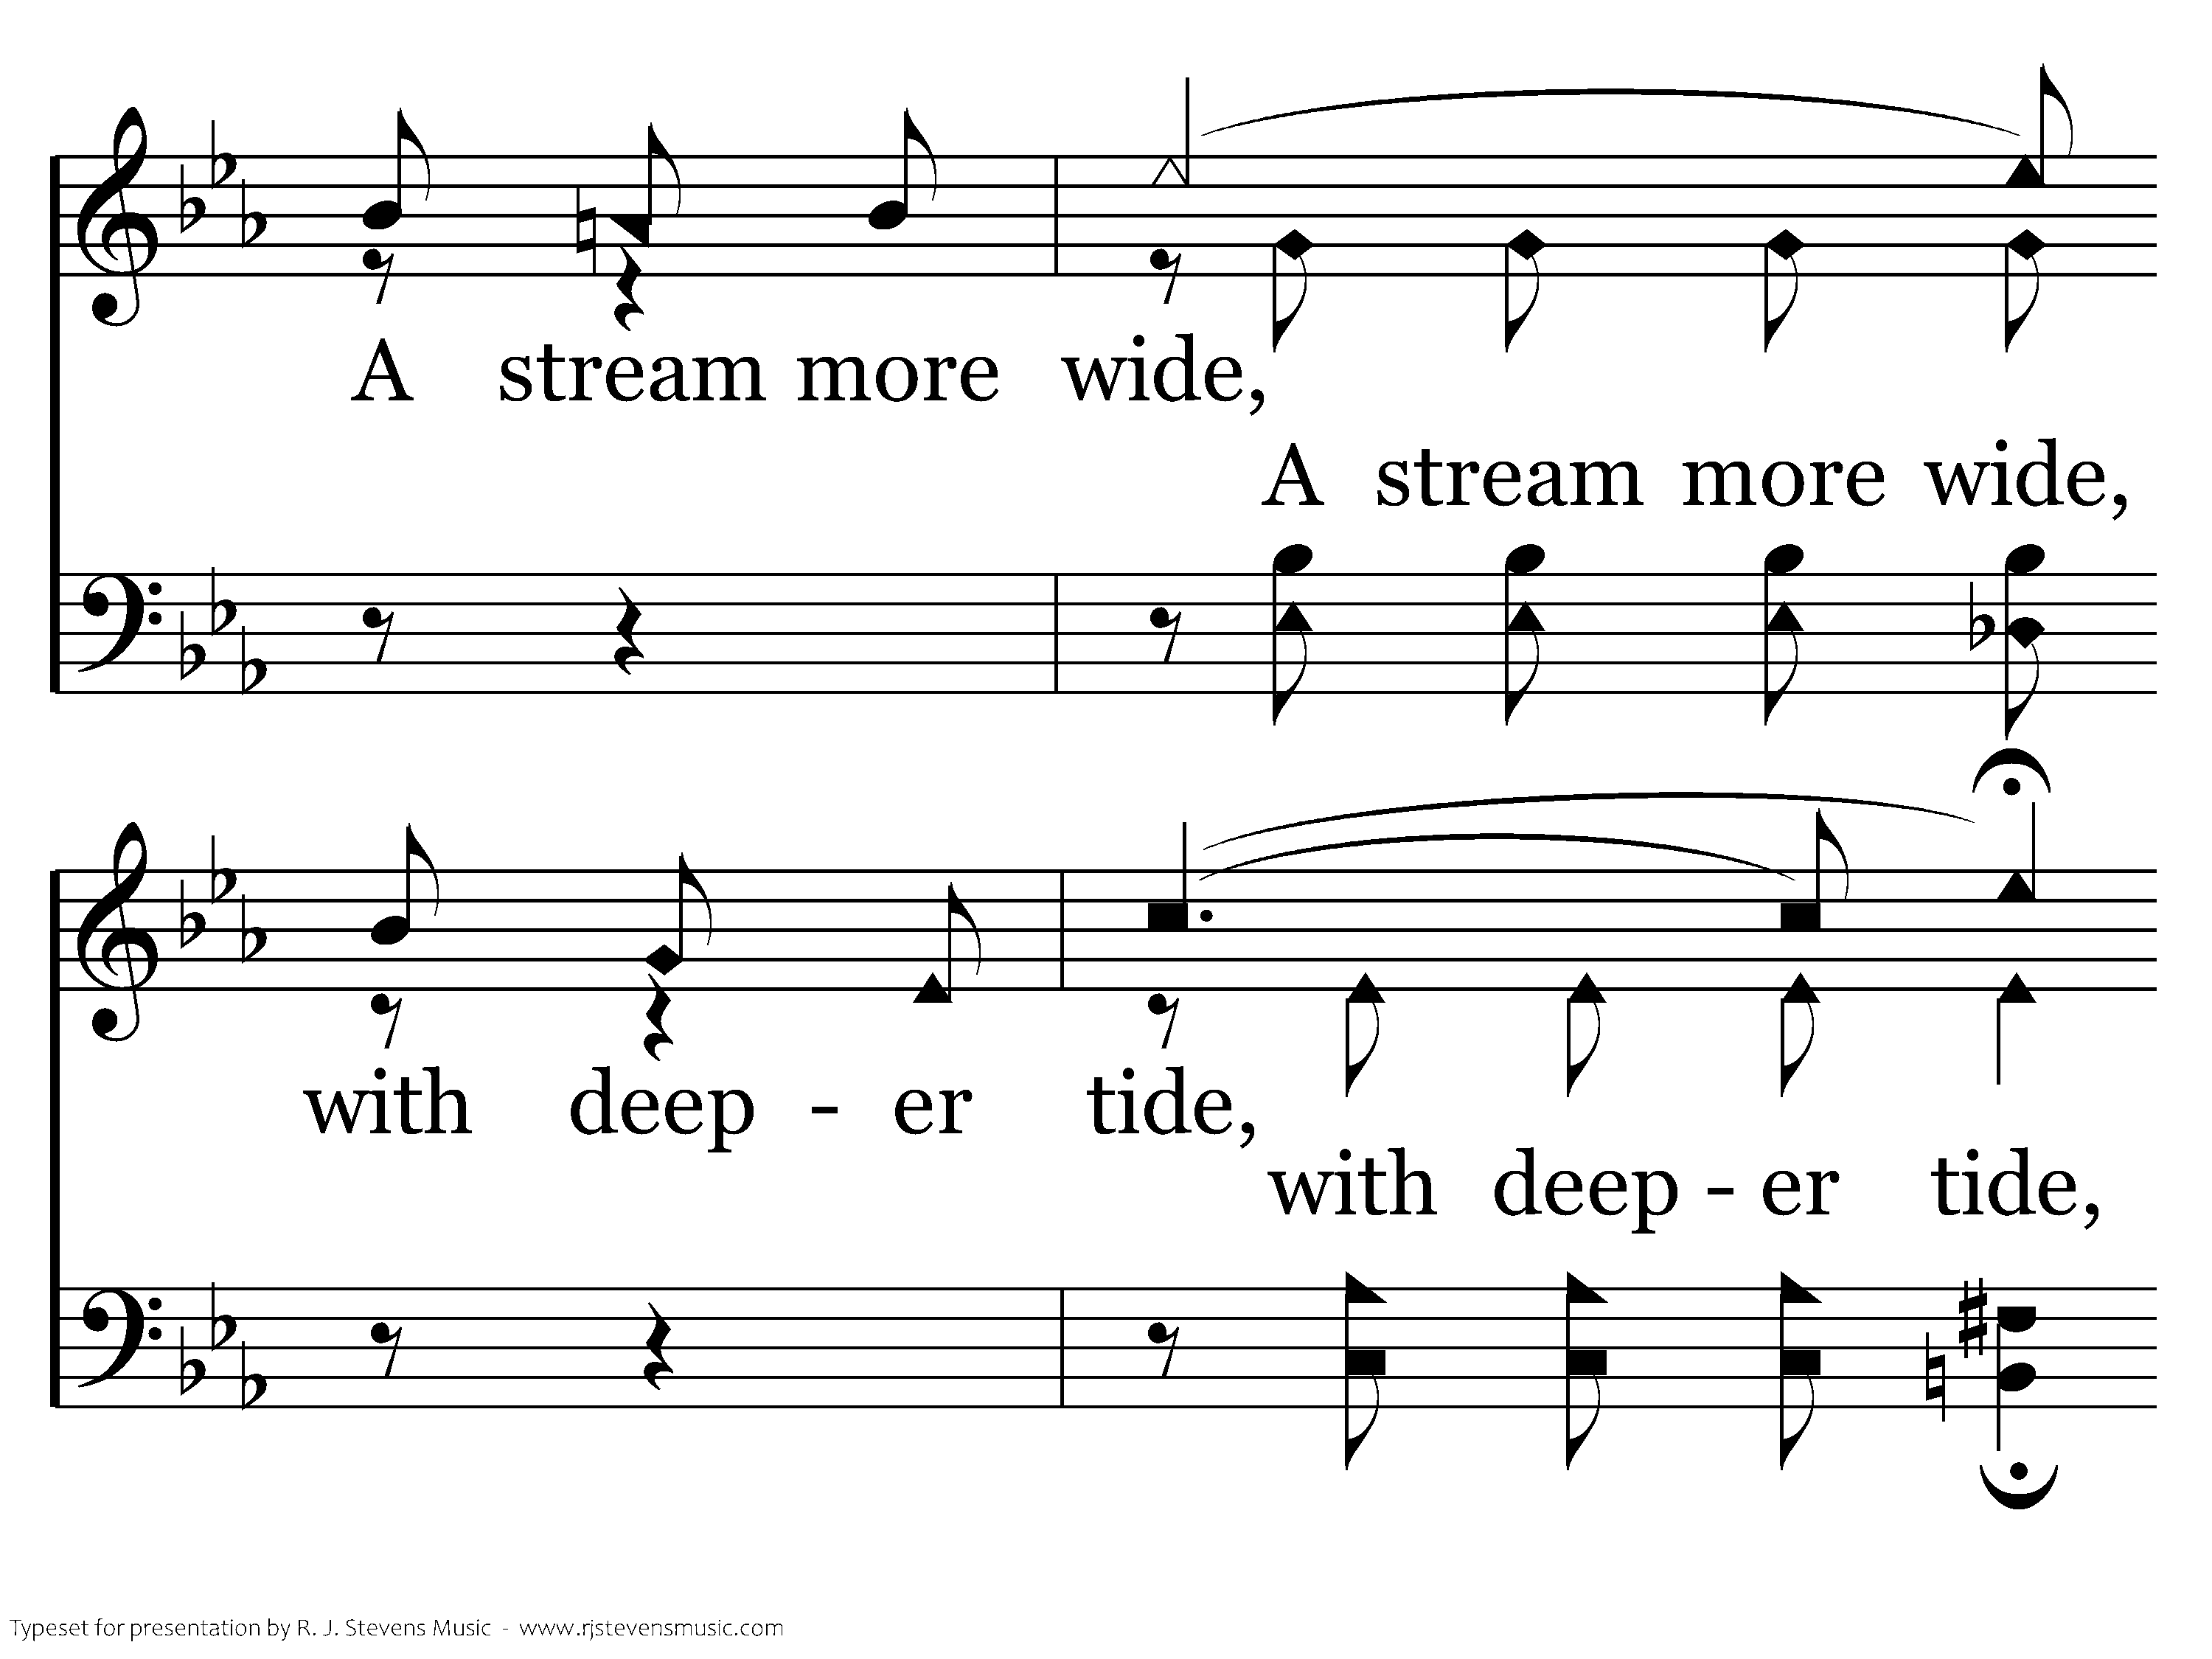 A stream more wide,
A stream more wide,
with deep - er tide,
with deep - er tide,
Typeset for presentation by R. J. Stevens Music - www.rjstevensmusic.com